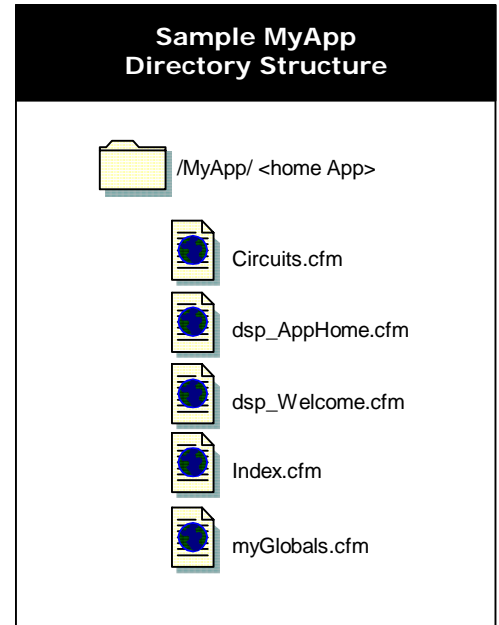 Sample MyApp
Directory Structure
/MyApp/ <home App>
Circuits.cfm
dsp_AppHome.cfm
dsp_Welcome.cfm
Index.cfm
myGlobals.cfm